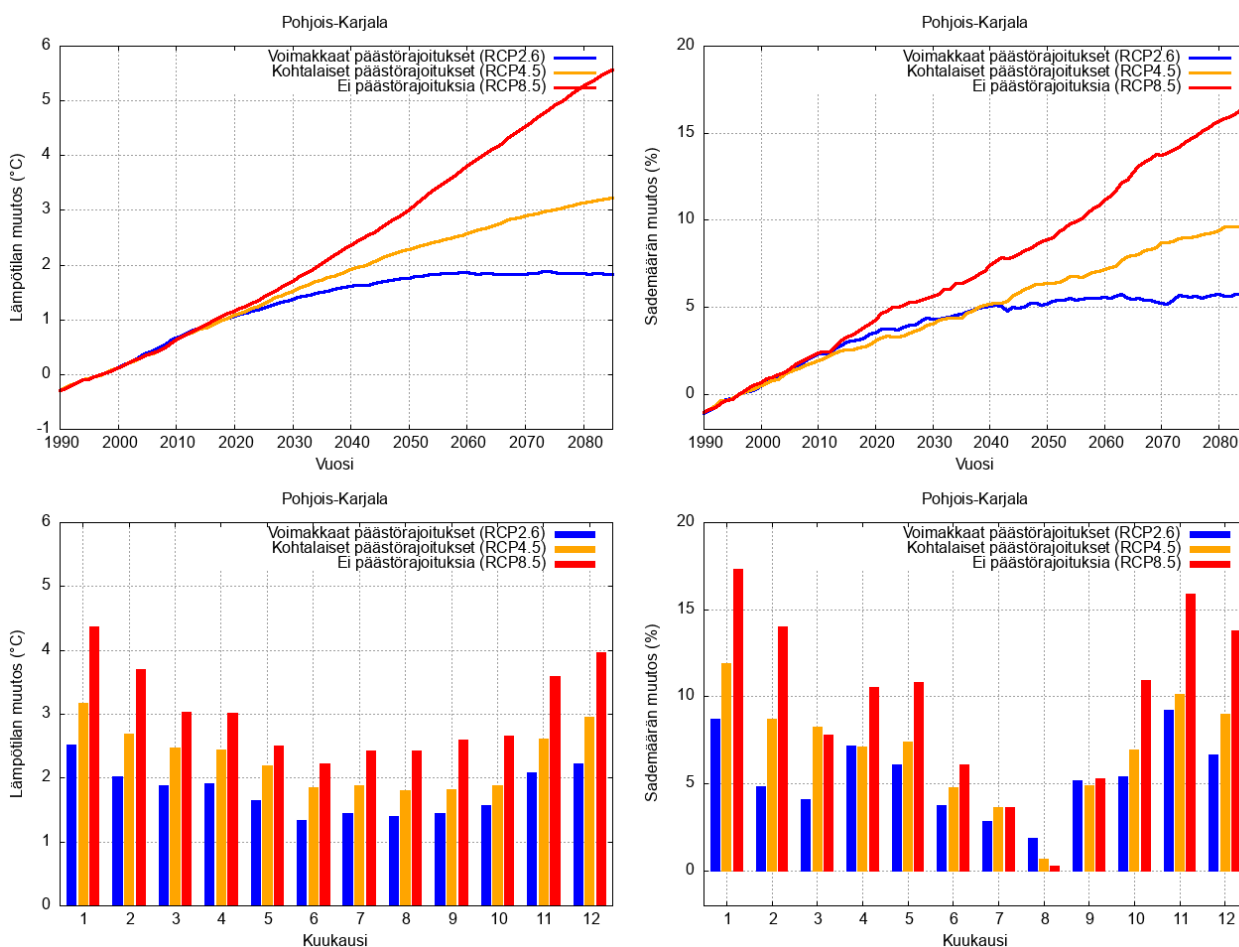 Pohjois-Karjala
6
5
4
3
2
1
0
-1
Lämpötilan muutos (°C)
Voimakkaat päästörajoitukset (RCP2.6)
Kohtalaiset päästörajoitukset (RCP4.5)
Ei päästörajoituksia (RCP8.5)
1990 2000 2010 2020 2030 2040 2050 2060 2070 2080
Vuosi
Pohjois-Karjala
20
15
10
5
0
Sademäärän muutos (%)
Voimakkaat päästörajoitukset (RCP2.6)
Kohtalaiset päästörajoitukset (RCP4.5)
Ei päästörajoituksia (RCP8.5)
1990 2000 2010 2020 2030 2040 2050 2060 2070 2080
Vuosi
Pohjois-Karjala
6
5
4
3
2
1
0
Lämpötilan muutos (°C)
Voimakkaat päästörajoitukset (RCP2.6)
Kohtalaiset päästörajoitukset (RCP4.5)
Ei päästörajoituksia (RCP8.5)
1 2 3 4 5 6 7 8 9 10 11 12
Kuukausi
Pohjois-Karjala
20
15
10
5
0
Sademäärän muutos (%)
Voimakkaat päästörajoitukset (RCP2.6)
Kohtalaiset päästörajoitukset (RCP4.5)
Ei päästörajoituksia (RCP8.5)
1 2 3 4 5 6 7 8 9 10 11 12
Kuukausi